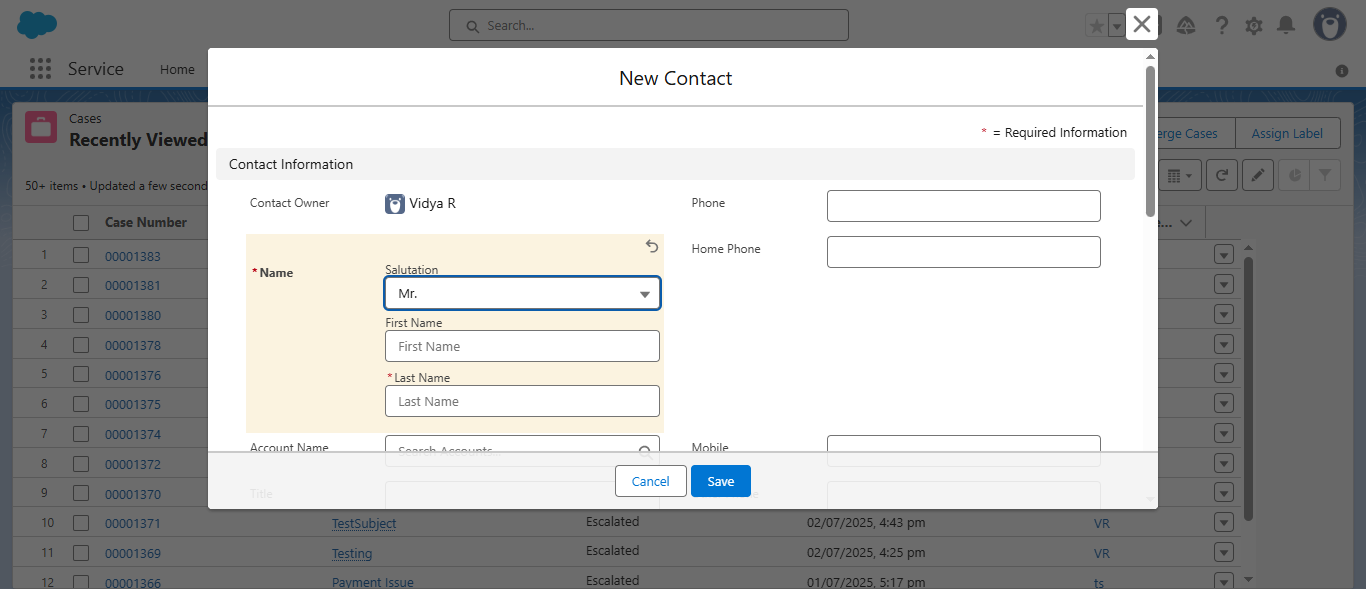 Search...
Service
Home
New Contact
* = Required Information
Contact Information
Contact Owner
Vidya R
Phone
Home Phone
* Name
Salutation
Mr.
First Name
First Name
* Last Name
Last Name
Account Name
Search Accounts
Mobile
Title
Cancel
Save
Cases
Recently Viewed
Cases
Assign Label
50+ items • Updated a few
Case Number
1 00001383
2 00001381
3 00001380
4 00001378
5 00001376
6 00001375
7 00001374
8 00001372
9 00001370
10 00001371 TestSubject Escalated 02/07/2025, 4:43 pm VR
11 00001369 Testing Escalated 02/07/2025, 4:25 pm VR
12 00001366 Payment Issue Escalated 01/07/2025, 5:17 pm ts